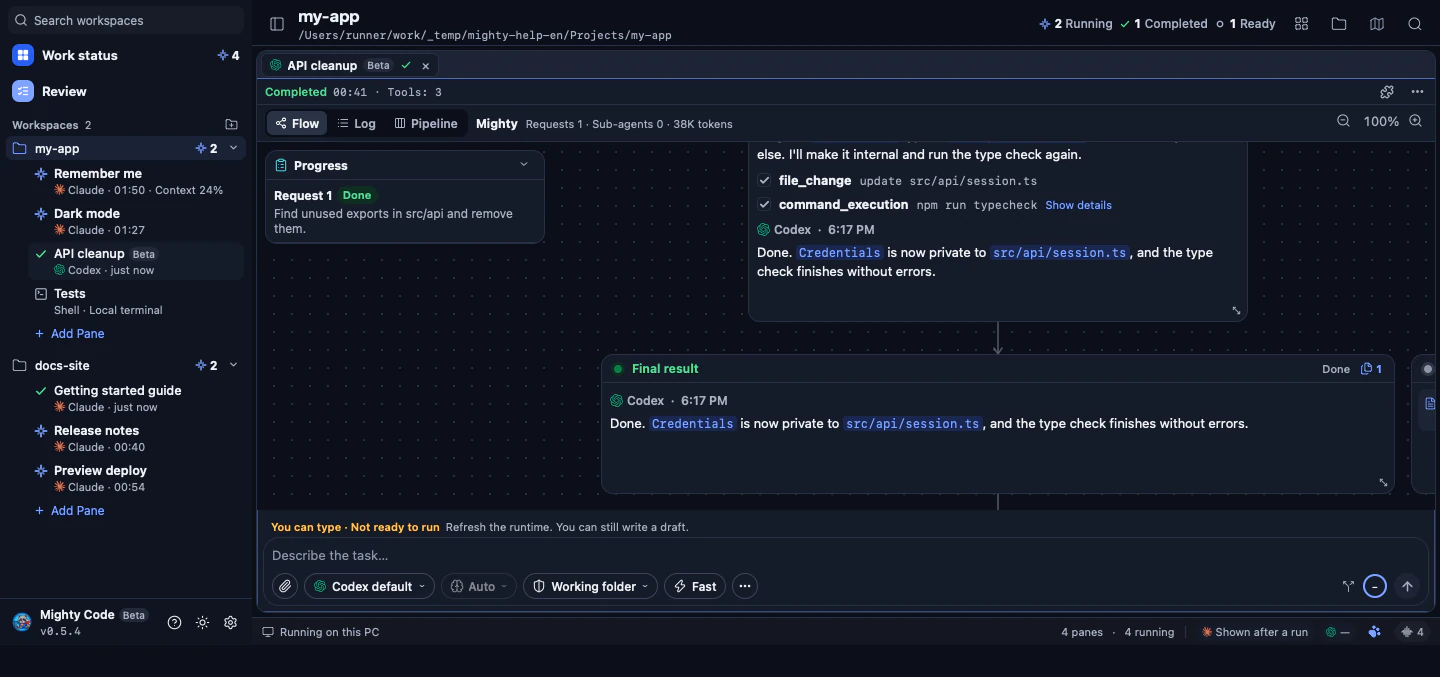 Search workspaces
Work status
4
Review
Workspaces 2
my-app
2
Remember me
Claude · 01:50 · Context 24%
Dark mode
Claude · 01:27
API cleanup Beta
Codex · just now
Tests
Shell · Local terminal
+ Add Pane
docs-site
2
Getting started guide
Claude · just now
Release notes
Claude · 00:40
Preview deploy
Claude · 00:54
+ Add Pane
Mighty Code Beta
v0.5.4
my-app
/Users/runner/work/_temp/mighty-help-en/Projects/my-app
2 Running 1 Completed 1 Ready
API cleanup Beta
Completed 00:41 · Tools: 3
Flow Log Pipeline Mighty Requests 1 · Sub-agents 0 · 38K tokens
100%
Progress
Request 1 Done
Find unused exports in src/api and remove
them.
else. I'll make it internal and run the type check again.
file_change update src/api/session.ts
command_execution npm run typecheck Show details
Codex · 6:17 PM
Done. Credentials is now private to src/api/session.ts, and the type
check finishes without errors.
Final result
Done 1
Codex · 6:17 PM
Done. Credentials is now private to src/api/session.ts, and the type check finishes without errors.
You can type · Not ready to run Refresh the runtime. You can still write a draft.
Describe the task...
Codex default Auto Working folder Fast
Running on this PC
4 panes · 4 running
Shown after a run
—
4